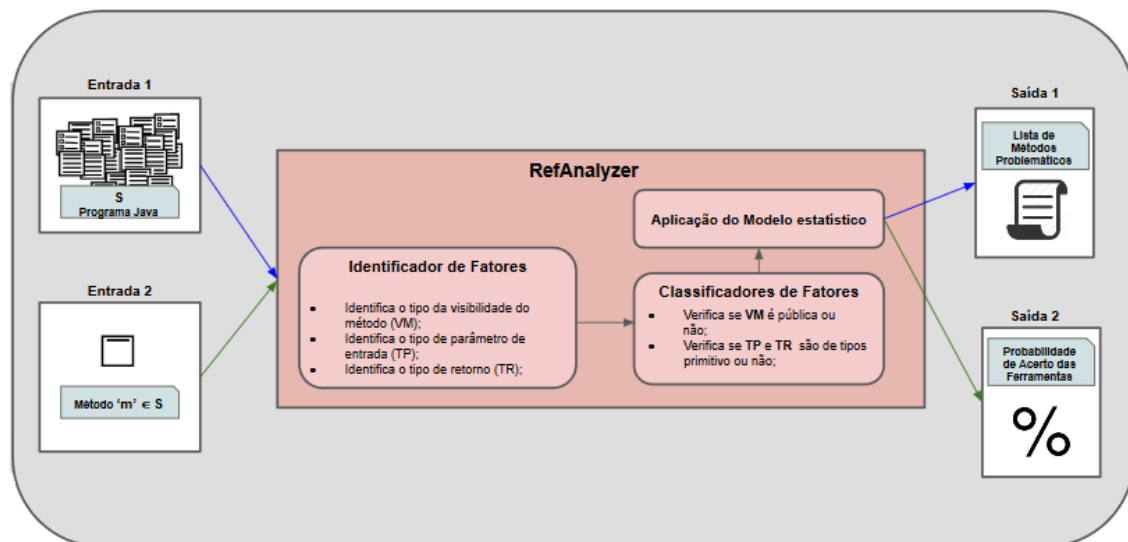 Entrada 1
S
Programa Java
Entrada 2
Método 'm' ∈ S
RefAnalyzer
Identificador de Fatores
▪ Identifica o tipo da visibilidade do
método (VM);
▪ Identifica o tipo de parâmetro de
entrada (TP);
▪ Identifica o tipo de retorno (TR);
Aplicação do Modelo estatístico
Classificadores de Fatores
▪ Verifica se VM é pública ou
não;
▪ Verifica se TP e TR são de tipos
primitivo ou não;
Saída 1
Lista de
Métodos
Problemáticos
Saída 2
Probabilidade
de Acerto das
Ferramentas
%